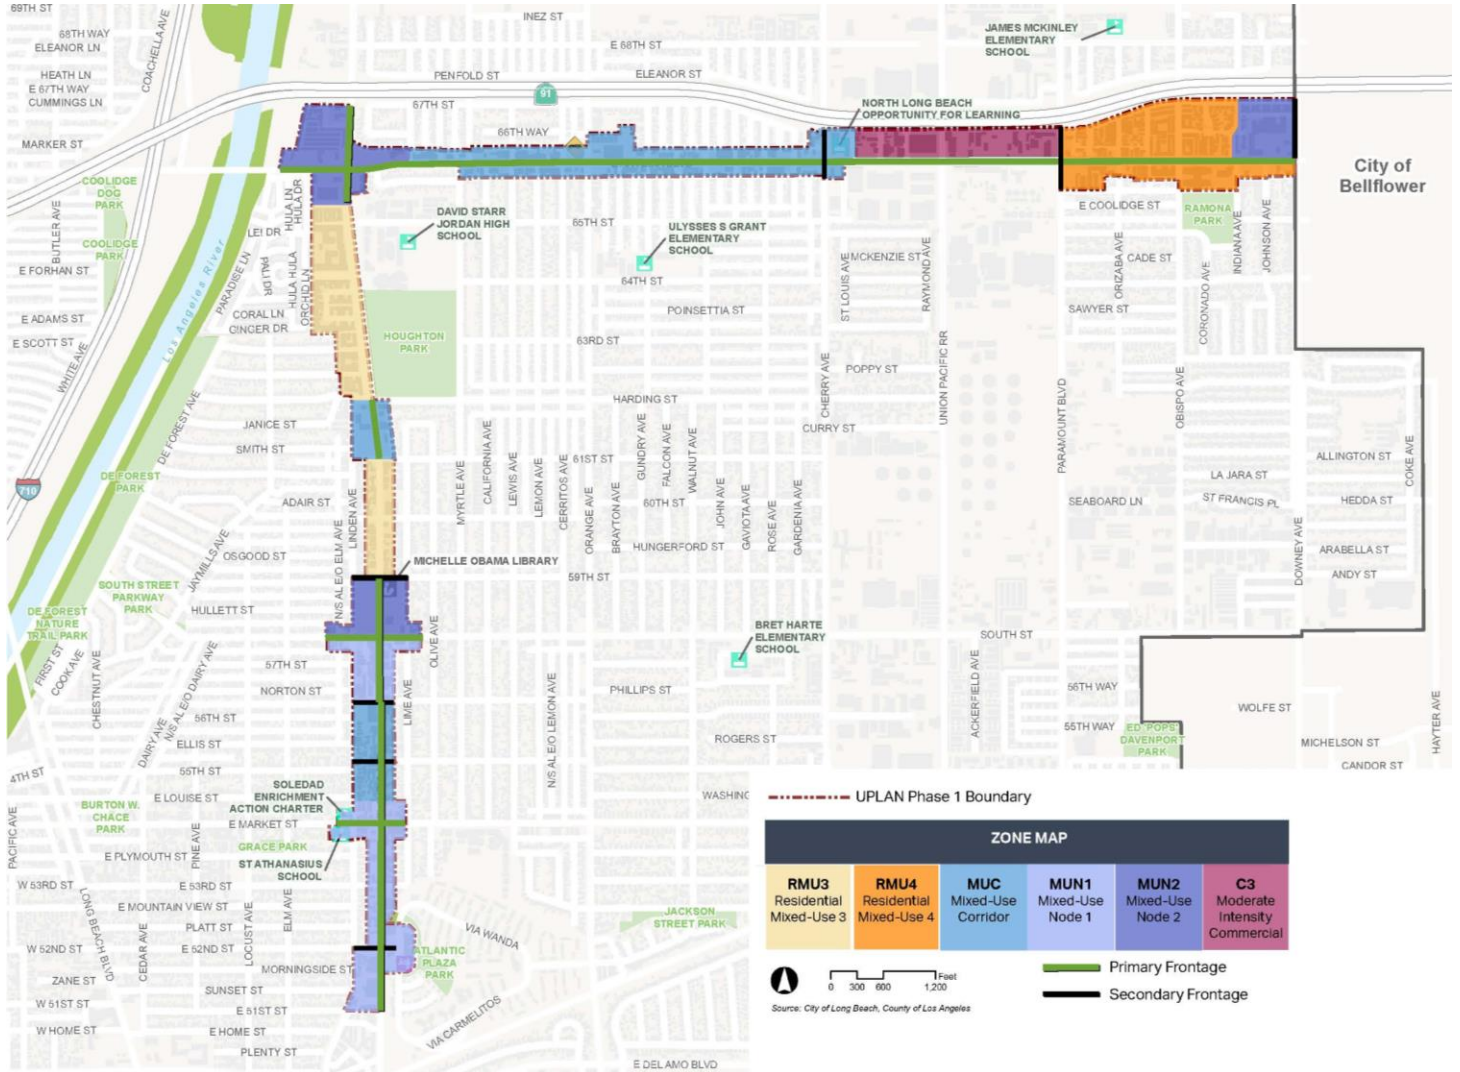 69TH ST
68TH WAY
ELEANOR LN
COACHELLA AVE
INEZ ST
E 68TH ST
JAMES MCKINLEY
ELEMENTARY
SCHOOL
HEATH LN
E 67TH WAY
CUMMINGS LN
PENFOLD ST
ELEANOR ST
91
67TH ST
66TH WAY
NORTH LONG BEACH
OPPORTUNITY FOR LEARNING
MARKER ST
City of
Bellflower
COOLIDGE
DOG
PARK
BUTLER AVE
COOLIDGE
PARK
HULA LN
HULA DR
LEI DR
DAVID STARR
JORDAN HIGH
SCHOOL
65TH ST
ULYSSES S GRANT
ELEMENTARY
SCHOOL
E COOLIDGE ST
RAMONA
PARK
INDIANA AVE
JOHNSON AVE
E FORHAN ST
Los Angeles River
PARADISE LN
PALI DR
HULA HULA
ORCHID LN
64TH ST
ST LOUIS AVE
MCKENZIE ST
RAYMOND AVE
ORIZABA AVE
CADE ST
CORONADO AVE
E ADAMS ST
CORAL LN
GINGER DR
POINSETTIA ST
SAWYER ST
E SCOTT ST
WHITE AVE
HOUGHTON
PARK
63RD ST
CHERRY AVE
POPPY ST
UNION PACIFIC RR
PARAMOUNT BLVD
OBISPO AVE
DE FOREST AVE
HARDING ST
JANICE ST
CURRY ST
SMITH ST
MYRTLE AVE
CALIFORNIA AVE
LEWIS AVE
LEMON AVE
CERRITOS AVE
61ST ST
GUNDRY AVE
FALCON AVE
WALNUT AVE
ALLINGTON ST
COKE AVE
710
DE FOREST
PARK
LA JARA ST
ADAIR ST
LINDEN AVE
ORANGE AVE
BRAYTON AVE
60TH ST
JOHN AVE
GAVIOTA AVE
ROSE AVE
GARDENIA AVE
SEABOARD LN
ST FRANCIS PL
HEDDA ST
N/S AL E/O ELM AVE
JAYMILLS AVE
OSGOOD ST
HUNGERFORD ST
DOWNEY AVE
ARABELLA ST
MICHELLE OBAMA LIBRARY
59TH ST
ANDY ST
SOUTH STREET
PARKWAY
PARK
HULLETT ST
DE FOREST
NATURE
TRAIL PARK
OLIVE AVE
BRET HARTE
ELEMENTARY
SCHOOL
SOUTH ST
FIRST ST
COOK AVE
CHESTNUT AVE
N/S AL E/O DAIRY AVE
57TH ST
NORTON ST
LIME AVE
N/S AL E/O LEMON AVE
PHILLIPS ST
ACKERFIELD AVE
56TH WAY
WOLFE ST
HAYTER AVE
DAIRY AVE
56TH ST
55TH WAY
ELLIS ST
ROGERS ST
ED "POPS"
DAVENPORT
PARK
MICHELSON ST
CANDOR ST
4TH ST
55TH ST
SOLEDAD
ENRICHMENT
ACTION CHARTER
WASHING
E LOUISE ST
BURTON W.
CHACE
PARK
PACIFIC AVE
E MARKET ST
GRACE PARK
PINE AVE
E PLYMOUTH ST
ST ATHANASIUS
SCHOOL
W 53RD ST
E 53RD ST
LONG BEACH BLVD
E MOUNTAIN VIEW ST
ELM AVE
PLATT ST
LOCUST AVE
CEDAR AVE
JACKSON
STREET PARK
VIA WANDA
W 52ND ST
E 52ND ST
ATLANTIC
PLAZA
PARK
ZANE ST
MORNINGSIDE ST
SUNSET ST
W 51ST ST
E 51ST ST
VIA CARMELITOS
W HOME ST
E HOME ST
PLENTY ST
E DEL AMO BLVD
UPLAN Phase 1 Boundary
ZONE MAP
RMU3
Residential
Mixed-Use 3
RMU4
Residential
Mixed-Use 4
MUC
Mixed-Use
Corridor
MUN1
Mixed-Use
Node 1
MUN2
Mixed-Use
Node 2
C3
Moderate
Intensity
Commercial
0 300 600 1,200 Feet
Primary Frontage
Secondary Frontage
Source: City of Long Beach, County of Los Angeles